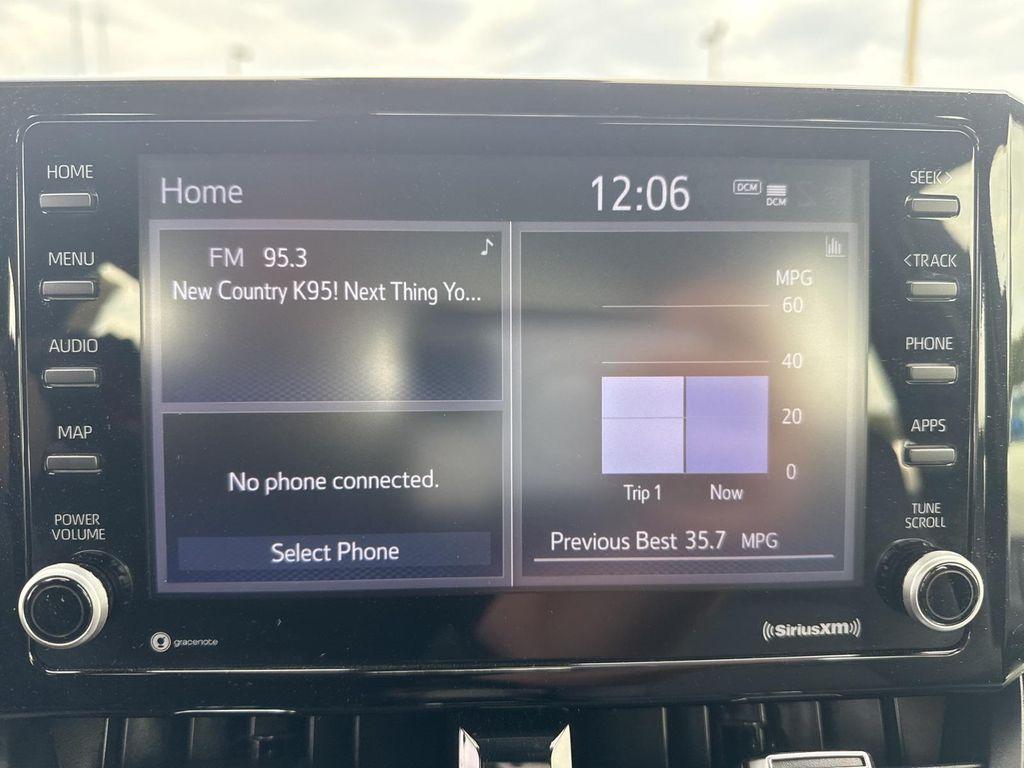 HOME
MENU
AUDIO
MAP
POWER
VOLUME
Home
12:06
DCM
DCM
FM 95.3
New Country K95! Next Thing Yo...
No phone connected.
Select Phone
MPG
60
40
20
0
Trip 1
Now
Previous Best 35.7 MPG
SEEK>
<TRACK
PHONE
APPS
TUNE
SCROLL
gracenote
SiriusXM